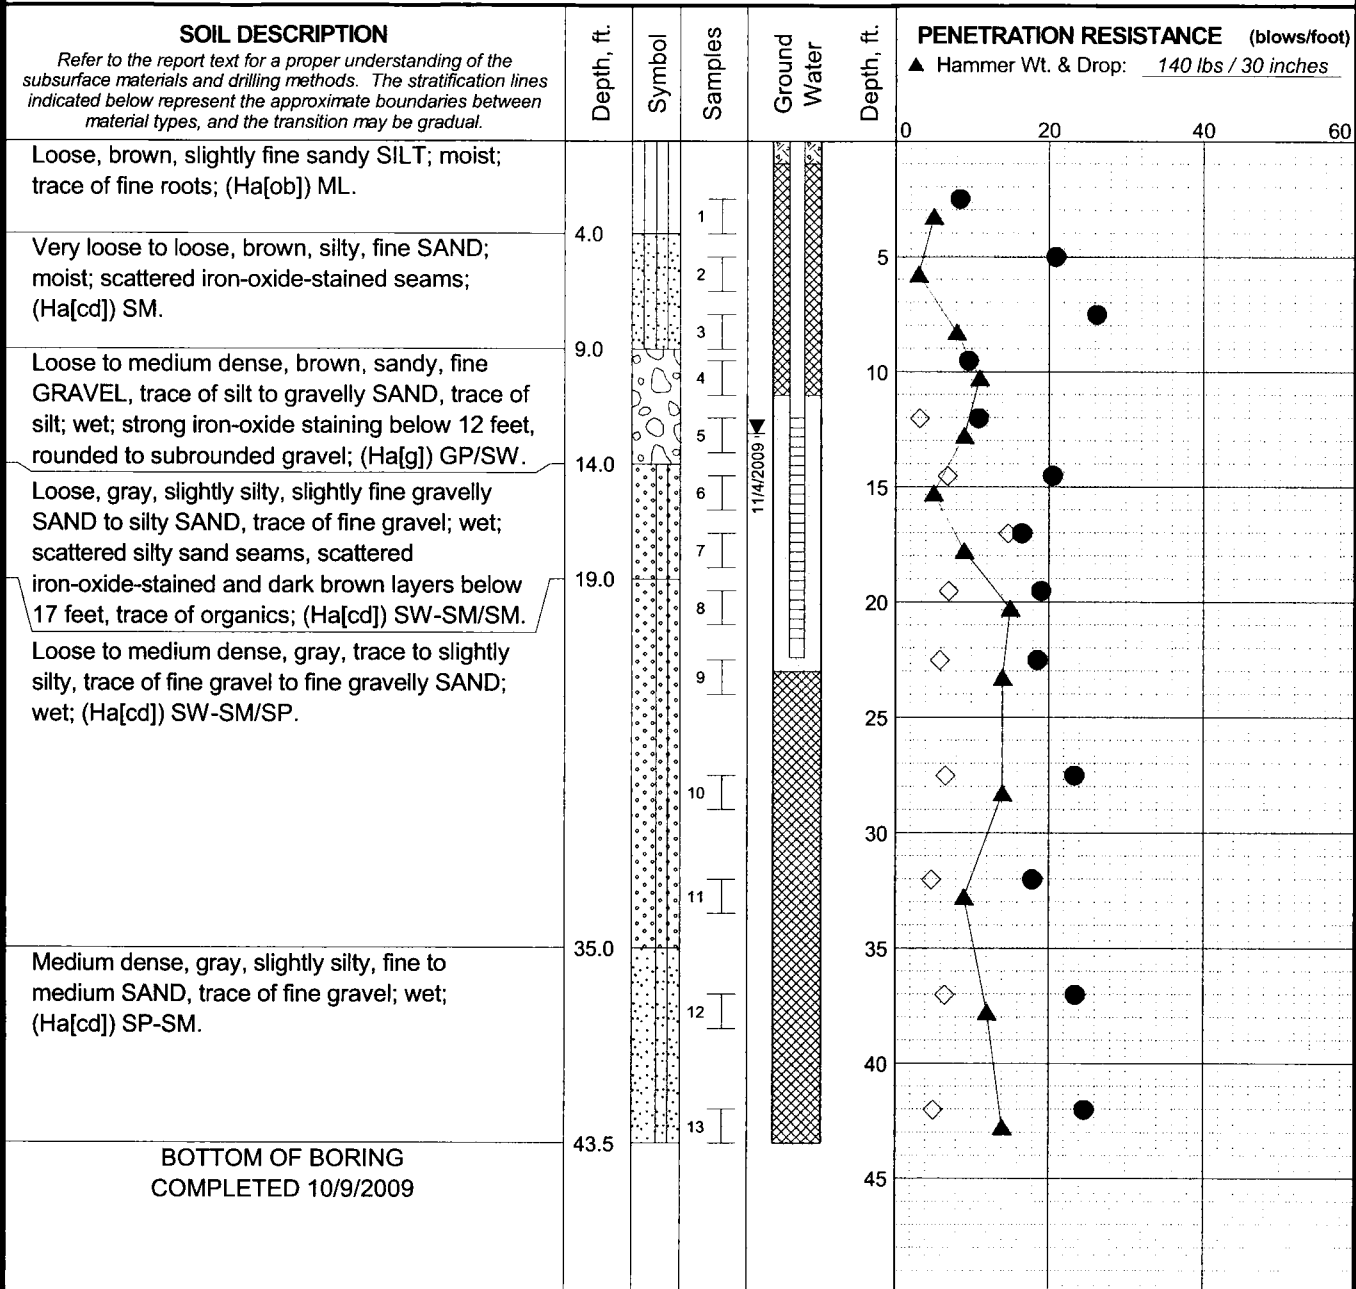 SOIL DESCRIPTION
Refer to the report text for a proper understanding of the
subsurface materials and drilling methods. The stratification lines
indicated below represent the approximate boundaries between
material types, and the transition may be gradual.
Depth, ft.
Symbol
Samples
Ground
Water
Depth, ft.
PENETRATION RESISTANCE (blows/foot)
▲ Hammer Wt. & Drop: 140 lbs / 30 inches
0 20 40 60
Loose, brown, slightly fine sandy SILT; moist;
trace of fine roots; (Ha[ob]) ML.
4.0
Very loose to loose, brown, silty, fine SAND;
moist; scattered iron-oxide-stained seams;
(Ha[cd]) SM.
9.0
Loose to medium dense, brown, sandy, fine
GRAVEL, trace of silt to gravelly SAND, trace of
silt; wet; strong iron-oxide staining below 12 feet,
rounded to subrounded gravel; (Ha[g]) GP/SW.
14.0
Loose, gray, slightly silty, slightly fine gravelly
SAND to silty SAND, trace of fine gravel; wet;
scattered silty sand seams, scattered
iron-oxide-stained and dark brown layers below
17 feet, trace of organics; (Ha[cd]) SW-SM/SM.
19.0
Loose to medium dense, gray, trace to slightly
silty, trace of fine gravel to fine gravelly SAND;
wet; (Ha[cd]) SW-SM/SP.
35.0
Medium dense, gray, slightly silty, fine to
medium SAND, trace of fine gravel; wet;
(Ha[cd]) SP-SM.
43.5
BOTTOM OF BORING
COMPLETED 10/9/2009
1
2
3
4
5
6
7
8
9
10
11
12
13
11/4/2009
5
10
15
20
25
30
35
40
45